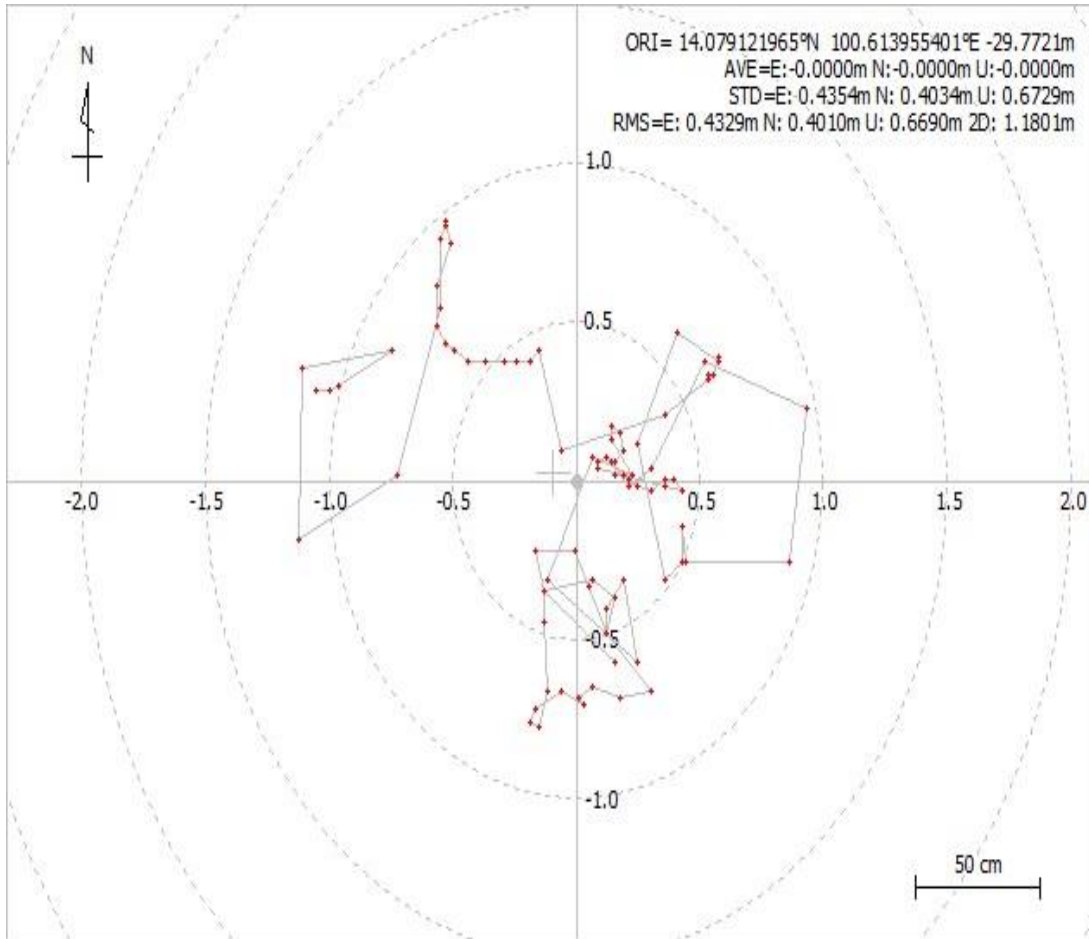 ORI= 14.079121965°N 100.613955401°E -29.7721m
AVE=E:-0.0000m N:-0.0000m U:-0.0000m
STD=E: 0.4354m N: 0.4034m U: 0.6729m
RMS=E: 0.4329m N: 0.4010m U: 0.6690m 2D: 1.1801m
N
1.0
0.5
-2.0 -1.5 -1.0 -0.5 0.5 1.0 1.5 2.0
-0.5
-1.0
50 cm